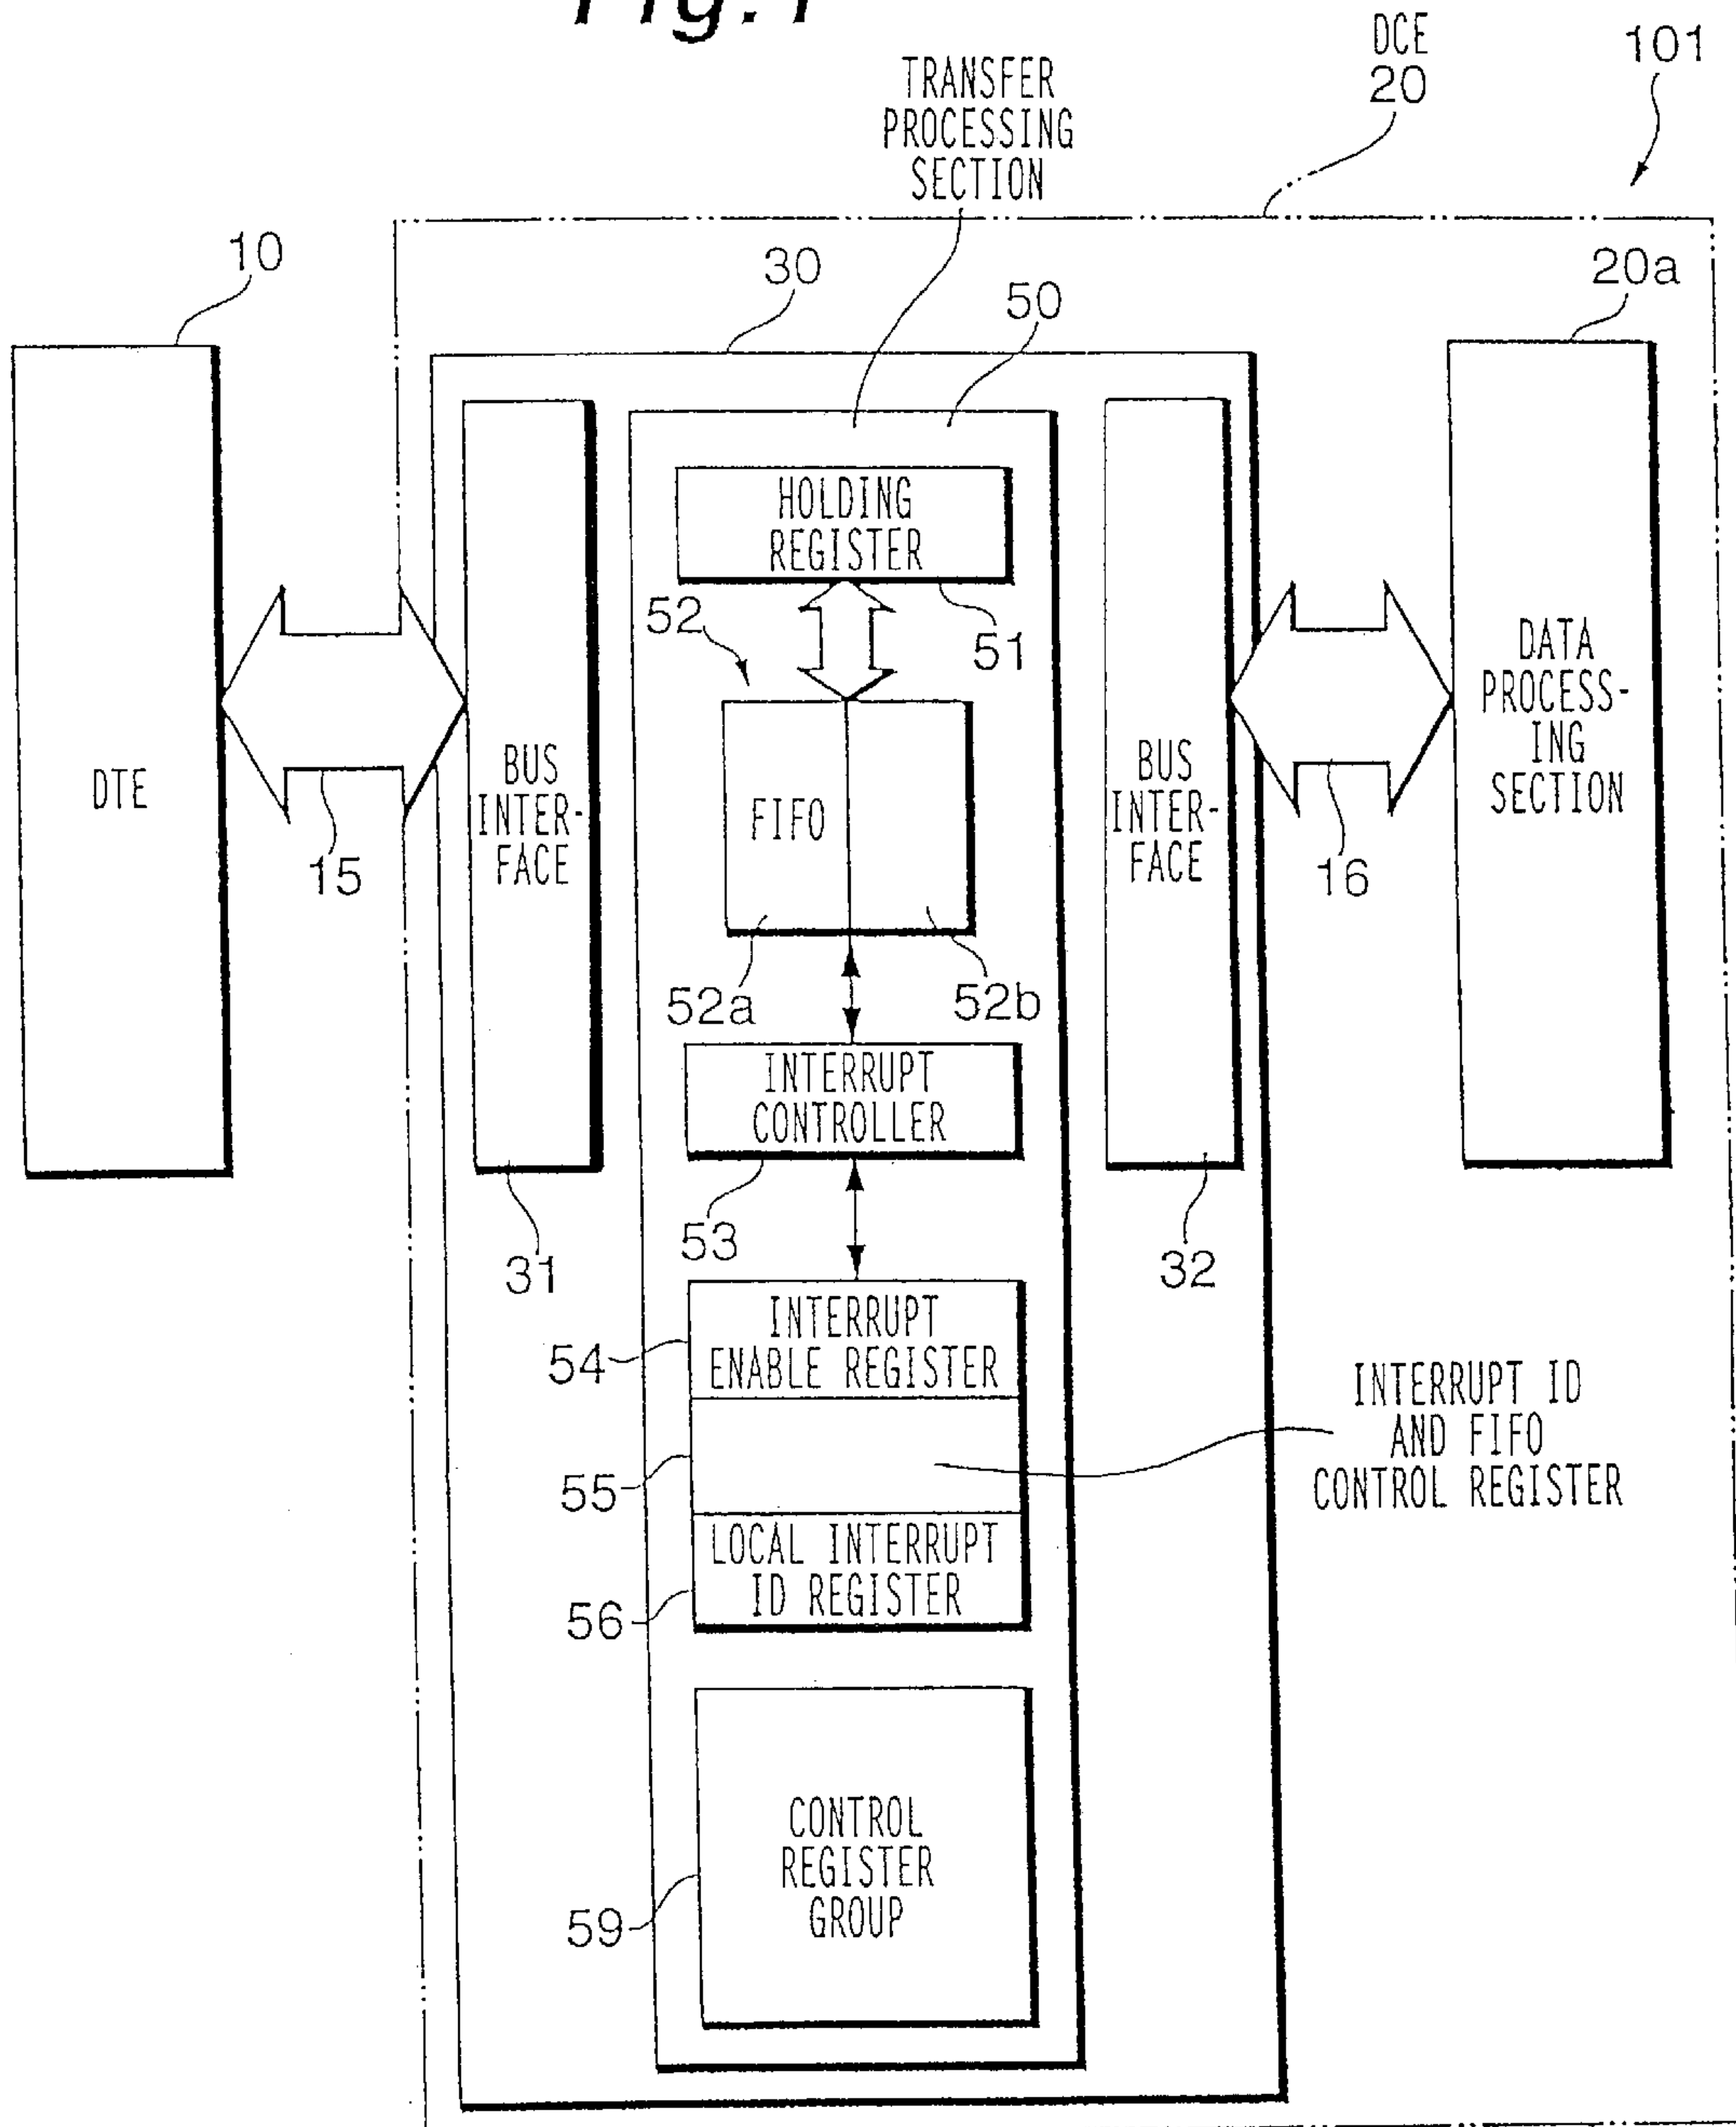 Fig. 1
DCE
20
101
TRANSFER
PROCESSING
SECTION
10
30
50
20a
HOLDING
REGISTER
52
51
DTE
15
BUS
INTER-
FACE
FIFO
BUS
INTER-
FACE
16
DATA
PROCESS-
ING
SECTION
52a
52b
INTERRUPT
CONTROLLER
53
31
32
INTERRUPT
ENABLE REGISTER
54
55
INTERRUPT ID
AND FIFO
CONTROL REGISTER
LOCAL INTERRUPT
ID REGISTER
56
CONTROL
REGISTER
GROUP
59